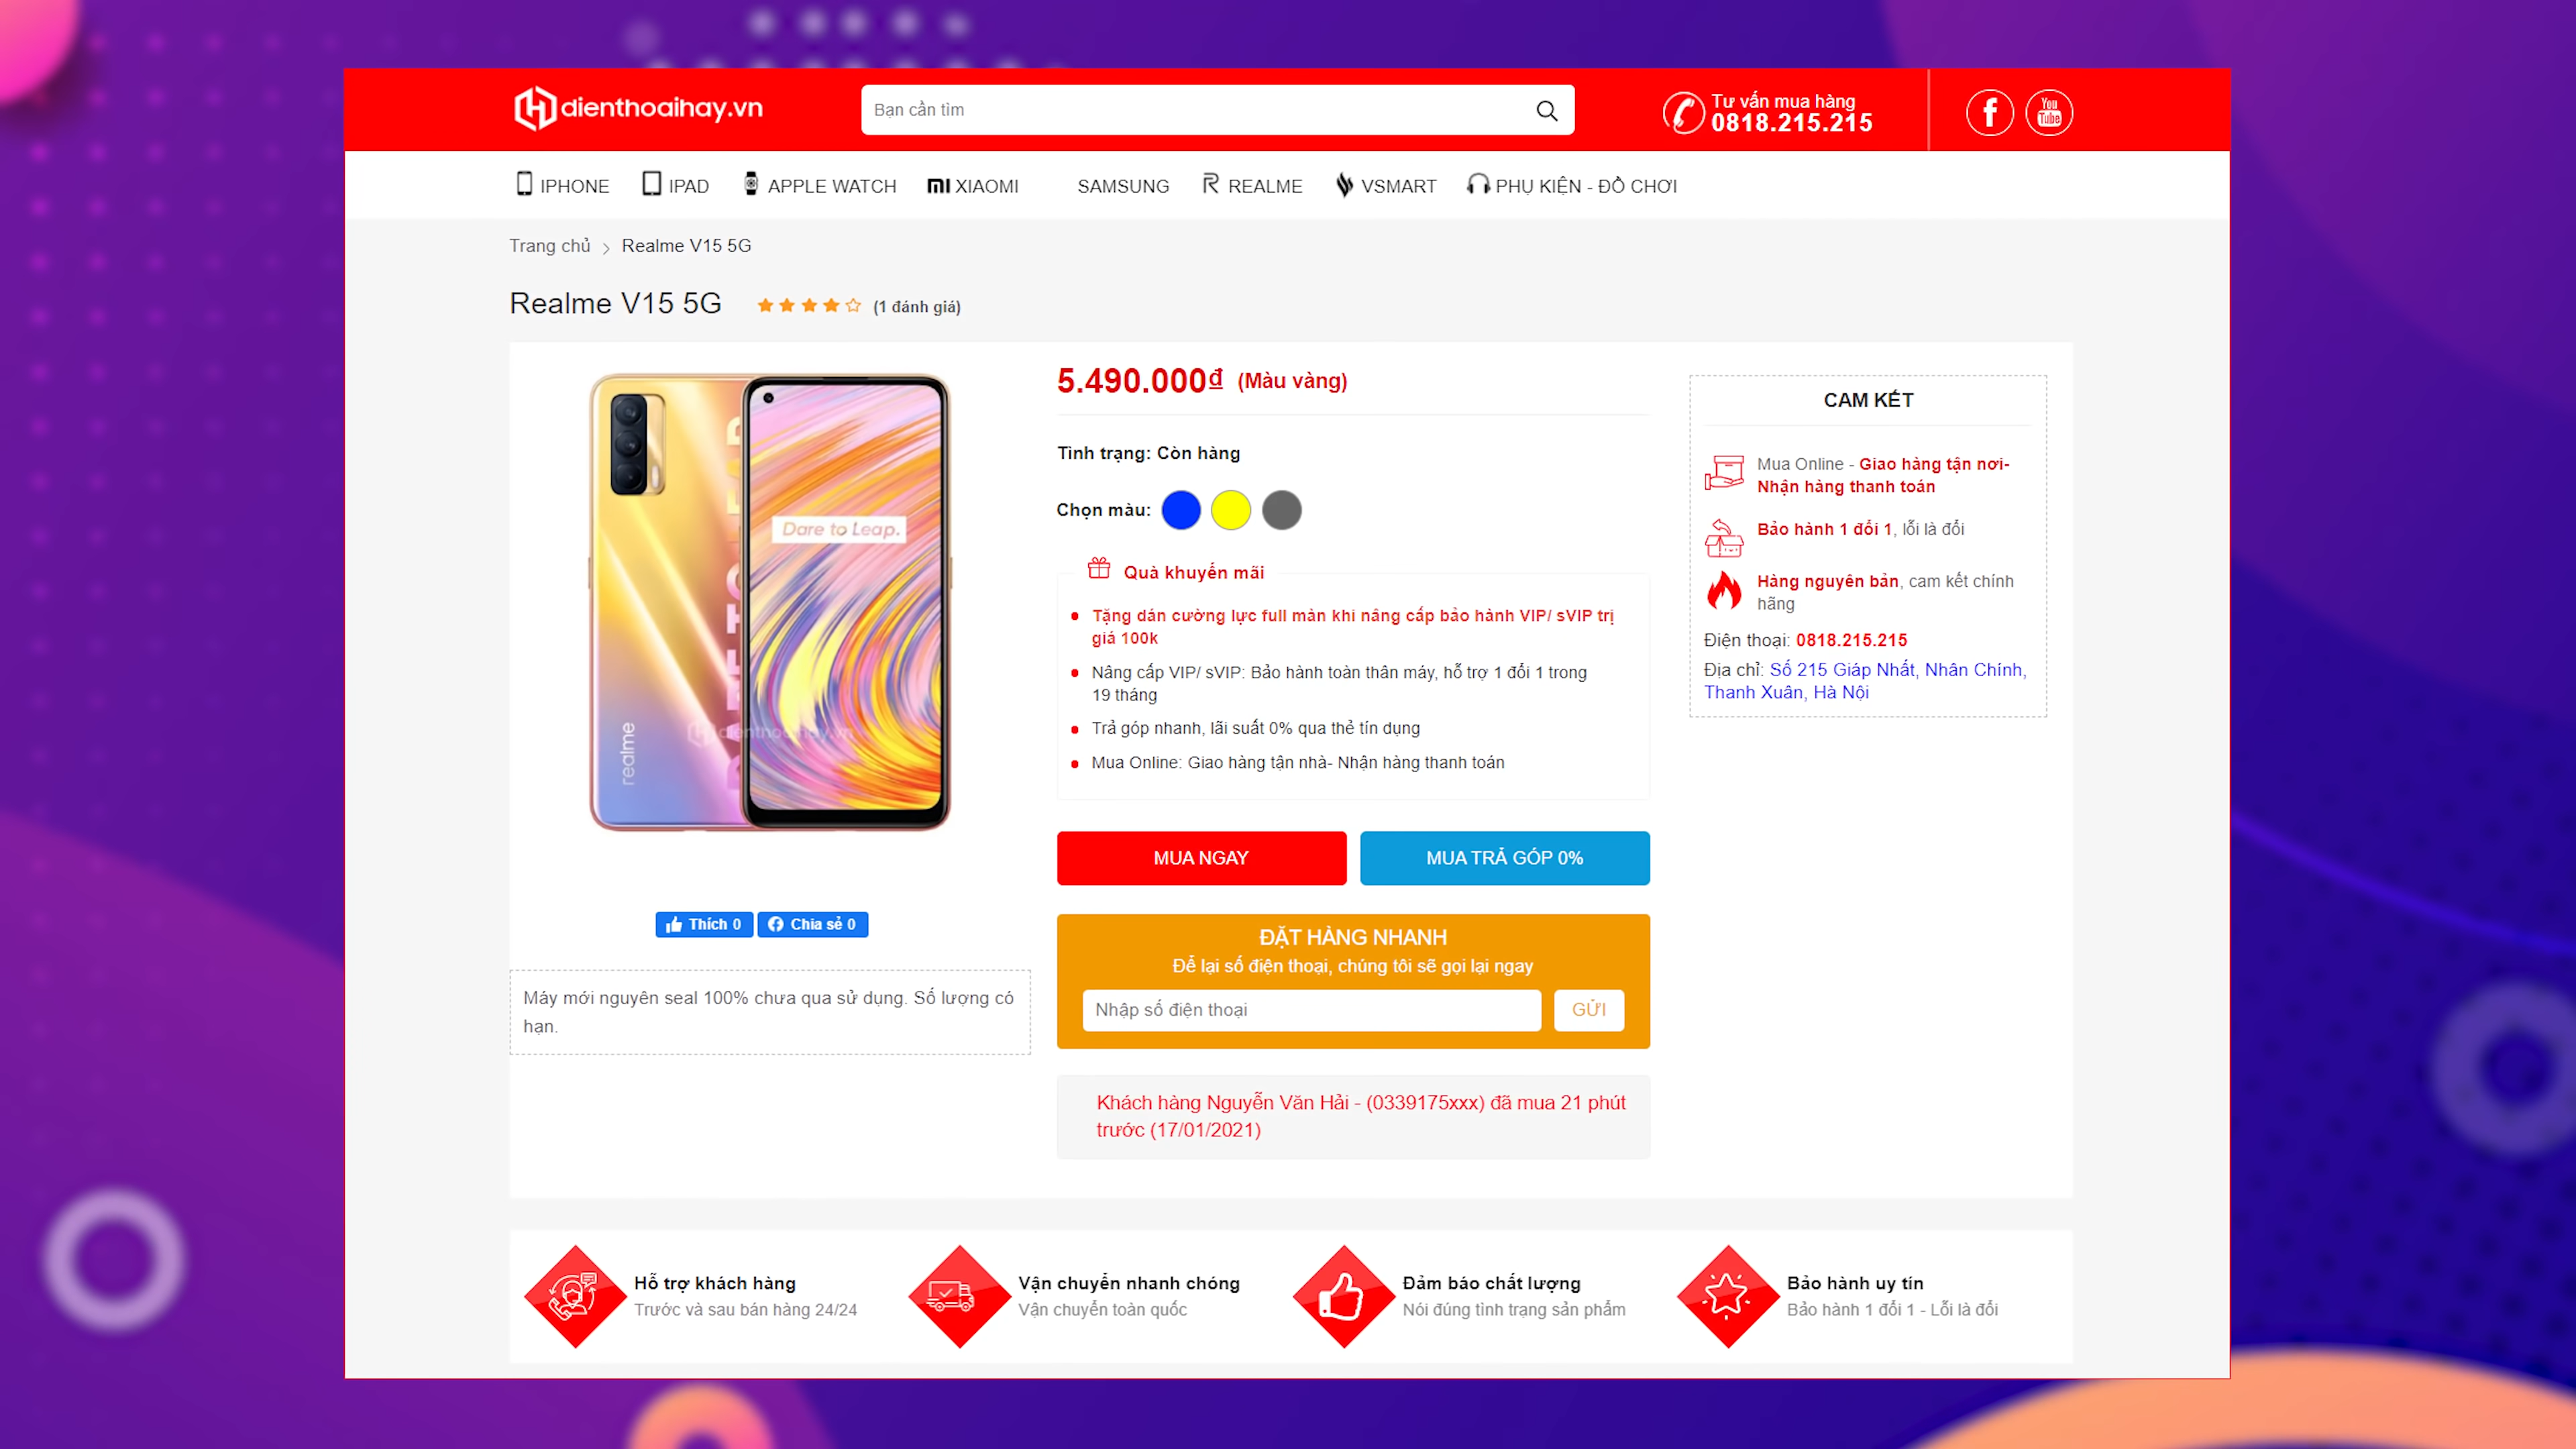 dienthoaihay.vn
Bạn cần tìm
Tư vấn mua hàng
0818.215.215
f
You
Tube
IPHONE
IPAD
APPLE WATCH
XIAOMI
SAMSUNG
REALME
VSMART
PHỤ KIỆN - ĐỒ CHƠI
Trang chủ
Realme V15 5G
Realme V15 5G
(1 đánh giá)
Dare to Leap.
realme
dienthoaihay.vn
5.490.000₫ (Màu vàng)
Tình trạng: Còn hàng
Chọn màu:
Quà khuyến mãi
Tặng dán cường lực full màn khi nâng cấp bảo hành VIP/ sVIP trị
giá 100k
Nâng cấp VIP/ sVIP: Bảo hành toàn thân máy, hỗ trợ 1 đổi 1 trong
19 tháng
Trả góp nhanh, lãi suất 0% qua thẻ tín dụng
Mua Online: Giao hàng tận nhà- Nhận hàng thanh toán
MUA NGAY
MUA TRẢ GÓP 0%
ĐẶT HÀNG NHANH
Để lại số điện thoại, chúng tôi sẽ gọi lại ngay
Nhập số điện thoại
GỬI
Khách hàng Nguyễn Văn Hải - (0339175xxx) đã mua 21 phút
trước (17/01/2021)
CAM KẾT
Mua Online - Giao hàng tận nơi-
Nhận hàng thanh toán
Bảo hành 1 đổi 1, lỗi là đổi
Hàng nguyên bản, cam kết chính
hãng
Điện thoại: 0818.215.215
Địa chỉ: Số 215 Giáp Nhất, Nhân Chính,
Thanh Xuân, Hà Nội
Thích 0
Chia sẻ 0
Máy mới nguyên seal 100% chưa qua sử dụng. Số lượng có
hạn.
Hỗ trợ khách hàng
Trước và sau bán hàng 24/24
Vận chuyển nhanh chóng
Vận chuyển toàn quốc
Đảm bảo chất lượng
Nói đúng tình trạng sản phẩm
Bảo hành uy tín
Bảo hành 1 đổi 1 - Lỗi là đổi